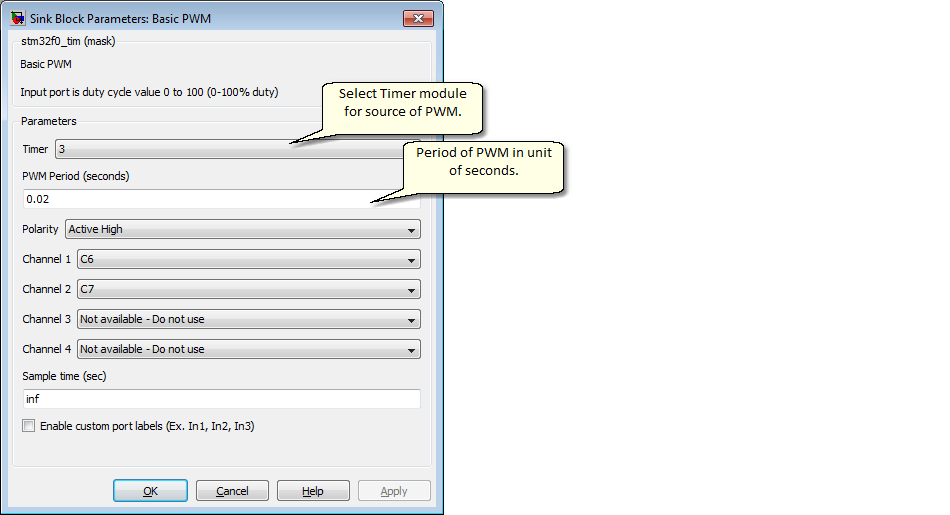 Sink Block Parameters: Basic PWM
stm32f0_tim (mask)
Basic PWM
Input port is duty cycle value 0 to 100 (0-100% duty)
Select Timer module
for source of PWM.
Parameters
Timer 3
Period of PWM in unit
of seconds.
PWM Period (seconds)
0.02
Polarity Active High
Channel 1 C6
Channel 2 C7
Channel 3 Not available - Do not use
Channel 4 Not available - Do not use
Sample time (sec)
inf
Enable custom port labels (Ex. In1, In2, In3)
OK Cancel Help Apply